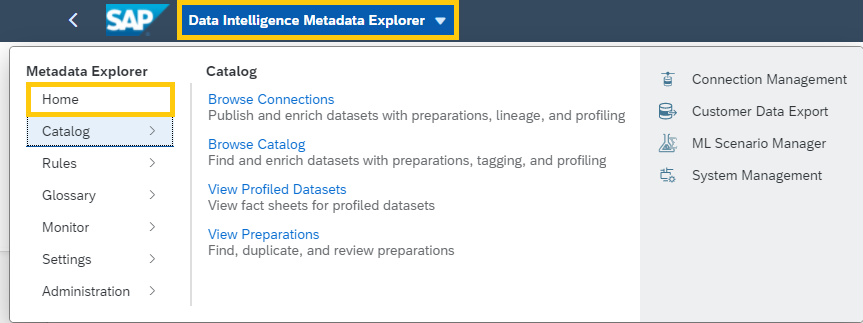 SAP
Data Intelligence Metadata Explorer
Metadata Explorer
Home
Catalog
Rules
Glossary
Monitor
Settings
Administration
Catalog
Browse Connections
Publish and enrich datasets with preparations, lineage, and profiling
Browse Catalog
Find and enrich datasets with preparations, tagging, and profiling
View Profiled Datasets
View fact sheets for profiled datasets
View Preparations
Find, duplicate, and review preparations
Connection Management
Customer Data Export
ML Scenario Manager
System Management